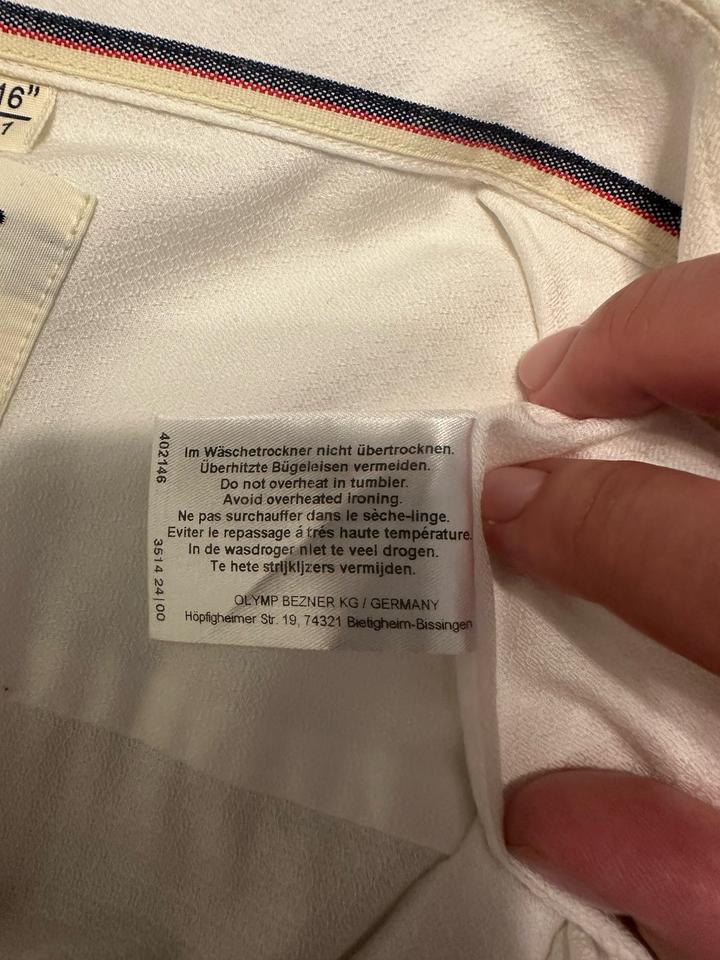 16"
402146
3514 24|00
Im Wäschetrockner nicht übertrocknen.
Überhitzte Bügeleisen vermeiden.
Do not overheat in tumbler.
Avoid overheated ironing.
Ne pas surchauffer dans le sèche-linge.
Eviter le repassage á trés haute température.
In de wasdroger niet te veel drogen.
Te hete strijkijzers vermijden.
OLYMP BEZNER KG / GERMANY
Höpfigheimer Str. 19, 74321 Bietigheim-Bissingen